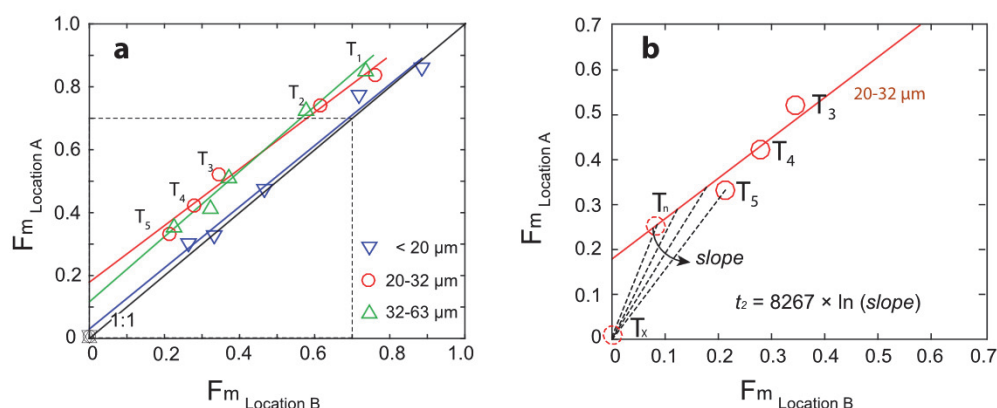 a
1.0
0.8
0.6
0.4
0.2
0
Fm Location A
T1
T2
T3
T4
T5
1:1
< 20 μm
20-32 μm
32-63 μm
0.0 0.2 0.4 0.6 0.8 1.0
Fm Location B
b
0.7
0.6
0.5
0.4
0.3
0.2
0.1
0
Fm Location A
20-32 μm
T3
T4
T5
Tn
slope
t2 = 8267 × ln (slope)
Tx
0.0 0.1 0.2 0.3 0.4 0.5 0.6 0.7
Fm Location B